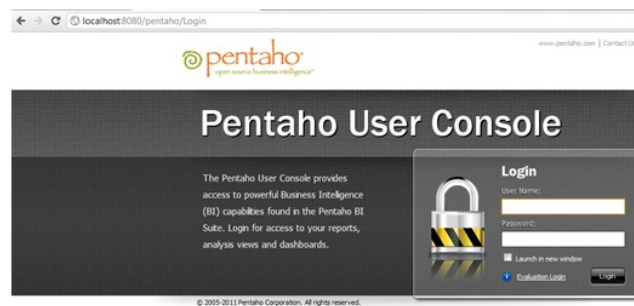 localhost:8080/pentaho/Login
pentaho
open source business intelligence
www.pentaho.com | Contact U
Pentaho User Console
The Pentaho User Console provides
access to powerful Business Intelligence
(BI) capabilities found in the Pentaho BI
Suite. Login for access to your reports,
analysis views and dashboards.
Login
User Name:
Password:
Launch in new window
Evaluation Login
Login
© 2005-2011 Pentaho Corporation. All rights reserved.